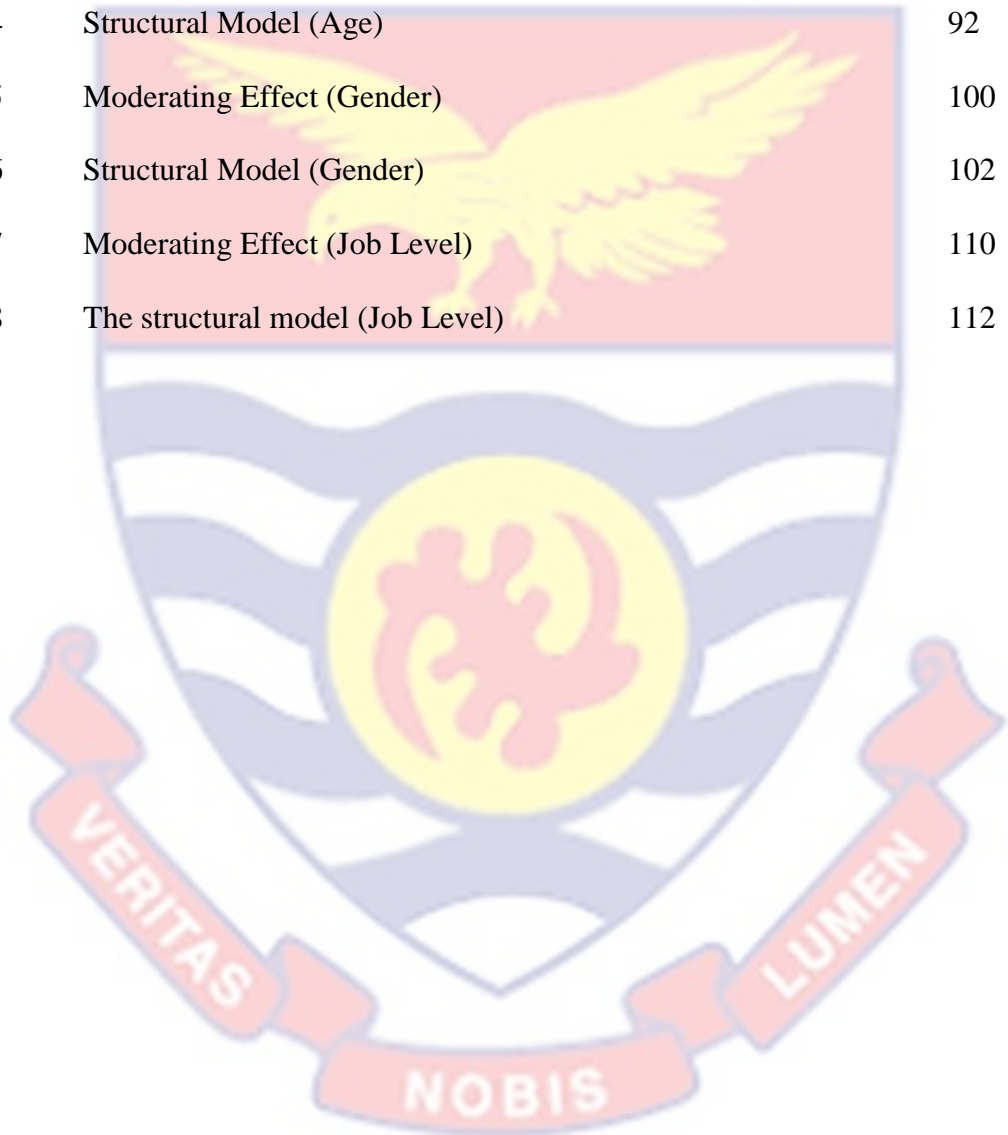 Structural Model (Age) 92
Moderating Effect (Gender) 100
Structural Model (Gender) 102
Moderating Effect (Job Level) 110
The structural model (Job Level) 112
VERITAS
NOBIS
LUMEN